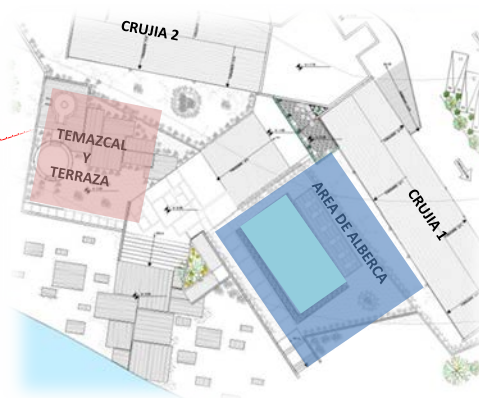 CRUJIA 2
TEMAZCAL
Y
TERRAZA
AREA DE ALBERCA
CRUJIA 1